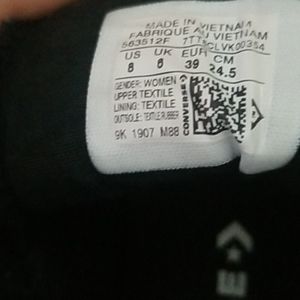 MADE IN VIETNAM
FABRIQUE AU VIETNAM
563512F
US UK EUR CM
8 6 39 24.5
GENDER: WOMEN
UPPER TEXTILE
LINING: TEXTILE
OUTSOLE: TEXTILE RUBBER
9K 1907 M88
CONVERSE